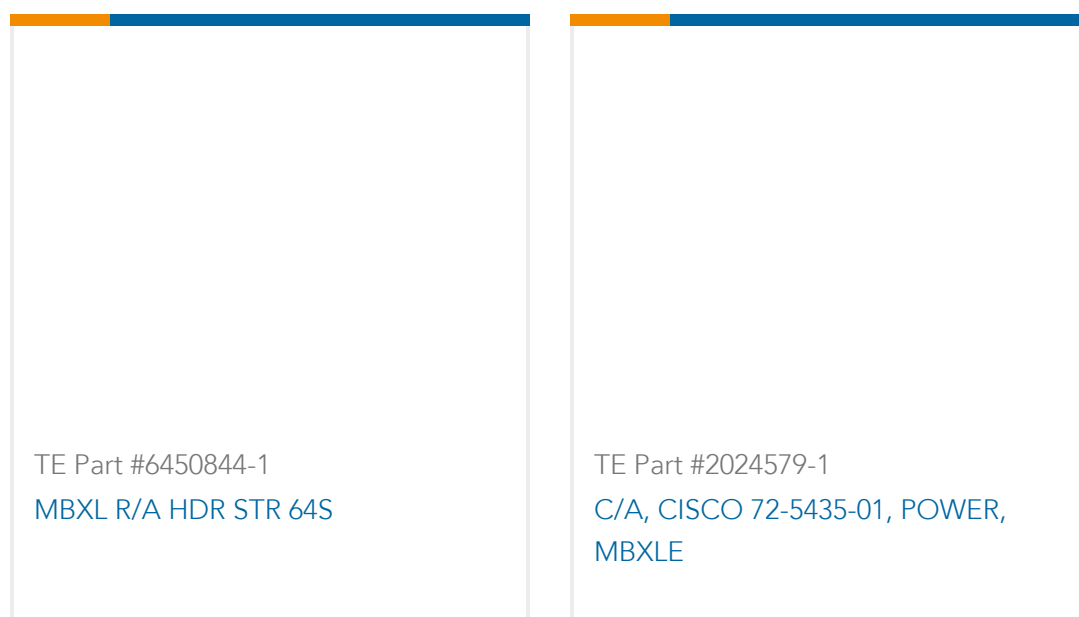 TE Part #6450844-1
MBXL R/A HDR STR 64S
TE Part #2024579-1
C/A, CISCO 72-5435-01, POWER,
MBXLE